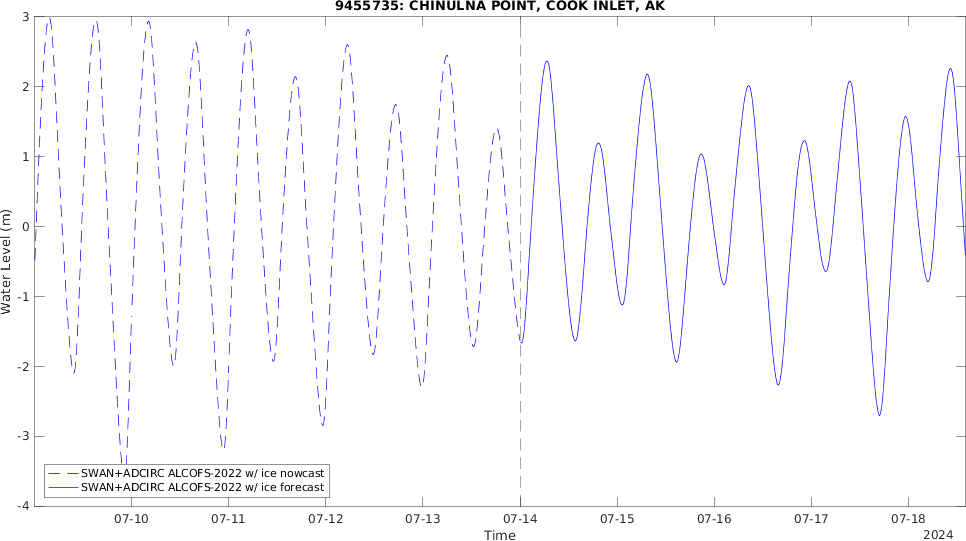 9455735: CHINULNA POINT, COOK INLET, AK
Water Level (m)
3
2
1
0
-1
-2
-3
-4
SWAN+ADCIRC ALCOFS-2022 w/ ice nowcast
SWAN+ADCIRC ALCOFS-2022 w/ ice forecast
07-10 07-11 07-12 07-13 07-14 07-15 07-16 07-17 07-18
Time
2024